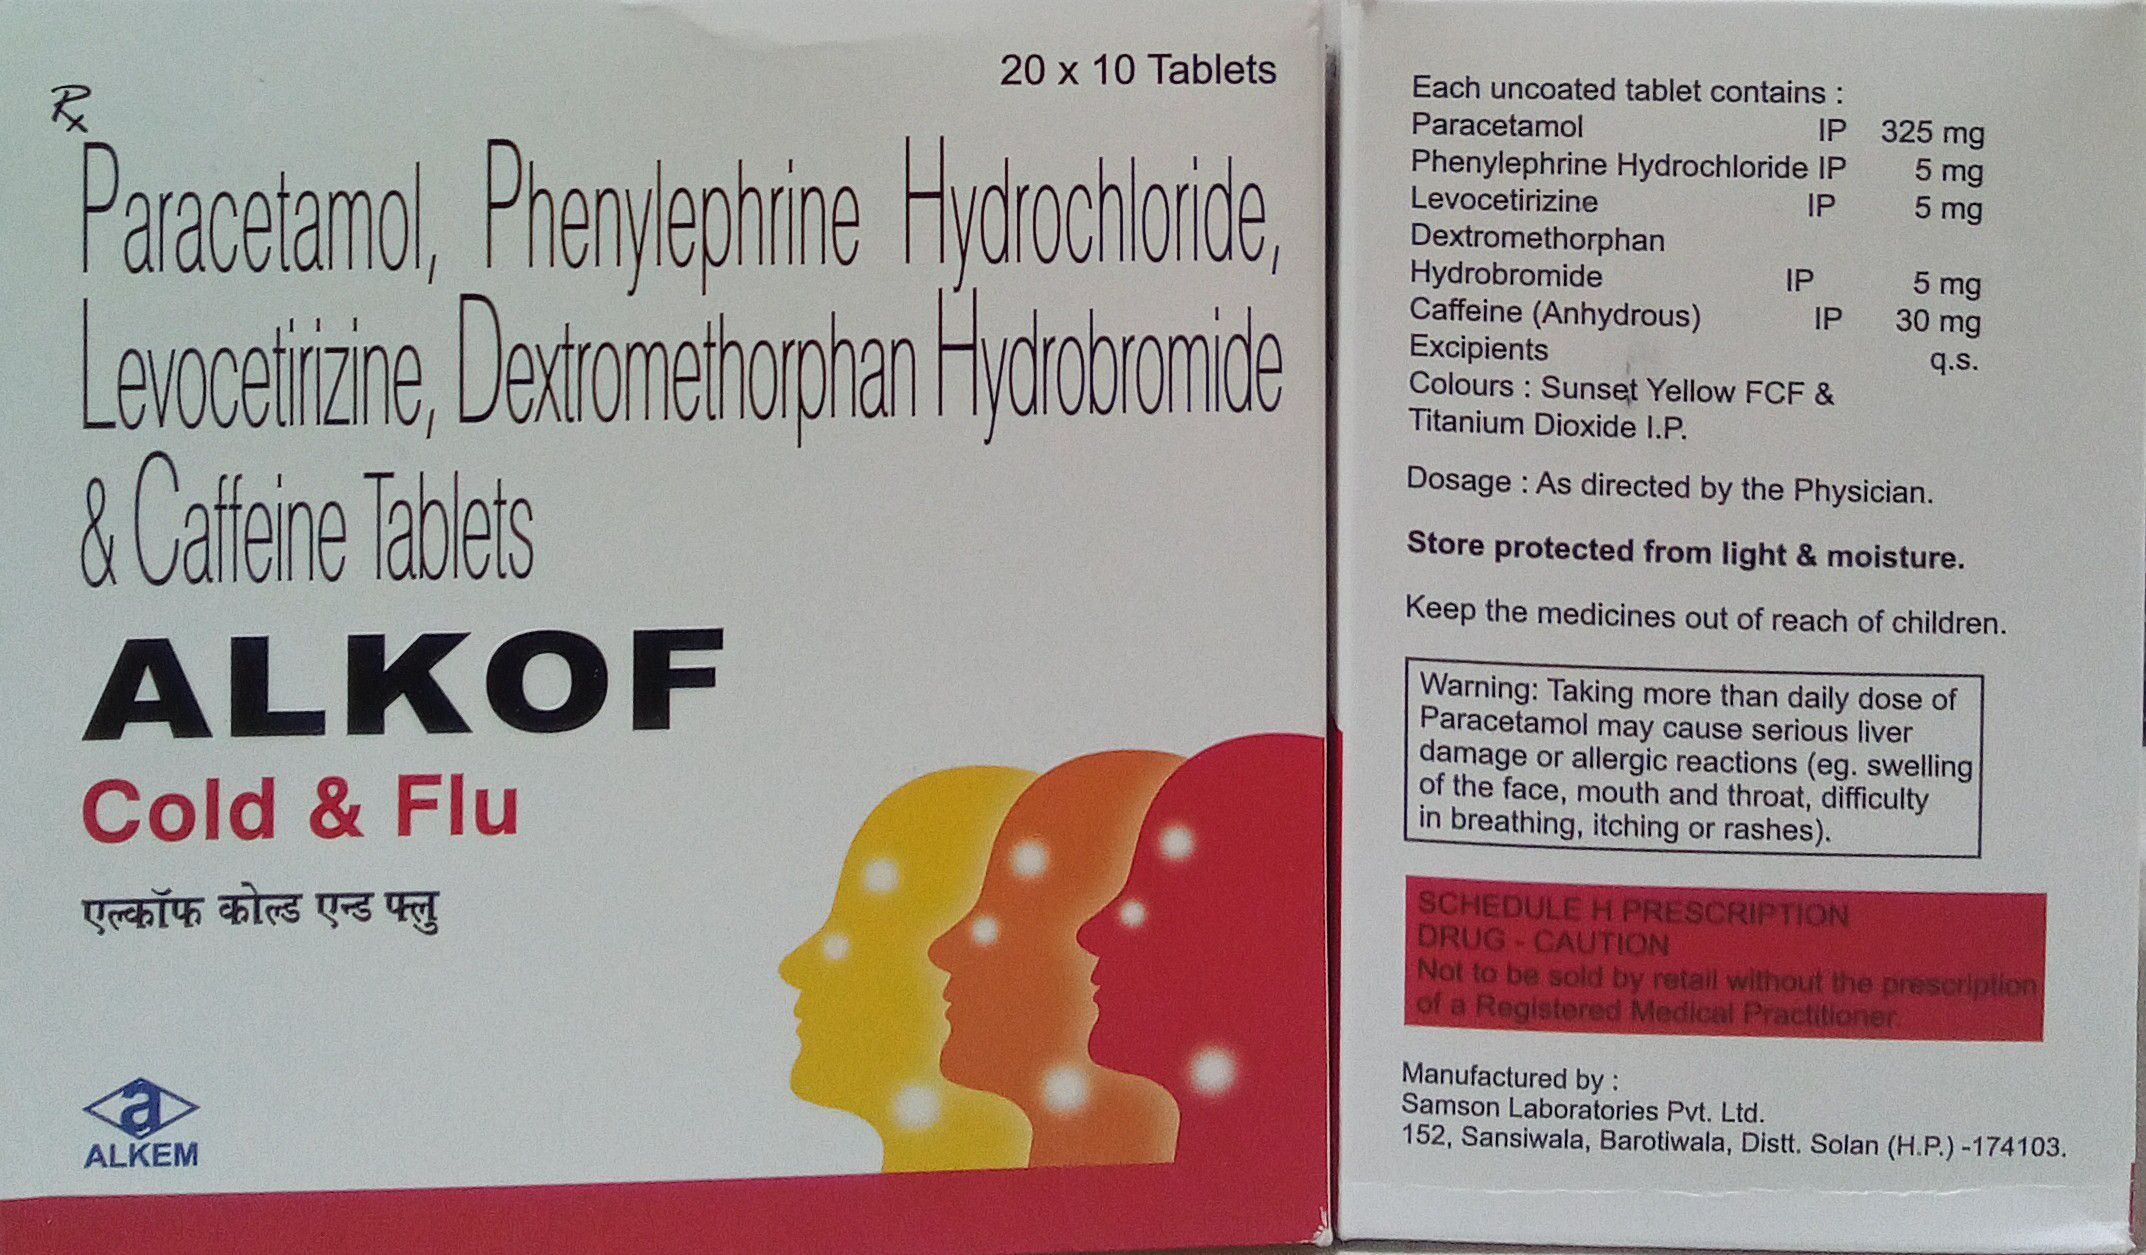 Rx
20 x 10 Tablets
Paracetamol, Phenylephrine Hydrochloride,
Levocetirizine, Dextromethorphan Hydrobromide
& Caffeine Tablets
ALKOF
Cold & Flu
एल्कॉफ कोल्ड एन्ड फ्लु
a
ALKEM
Each uncoated tablet contains :
Paracetamol IP 325 mg
Phenylephrine Hydrochloride IP 5 mg
Levocetirizine IP 5 mg
Dextromethorphan
Hydrobromide IP 5 mg
Caffeine (Anhydrous) IP 30 mg
Excipients q.s.
Colours : Sunset Yellow FCF &
Titanium Dioxide I.P.
Dosage : As directed by the Physician.
Store protected from light & moisture.
Keep the medicines out of reach of children.
Warning: Taking more than daily dose of
Paracetamol may cause serious liver
damage or allergic reactions (eg. swelling
of the face, mouth and throat, difficulty
in breathing, itching or rashes).
SCHEDULE H PRESCRIPTION
DRUG - CAUTION
Not to be sold by retail without the prescription
of a Registered Medical Practitioner.
Manufactured by :
Samson Laboratories Pvt. Ltd.
152, Sansiwala, Barotiwala, Distt. Solan (H.P.) -174103.